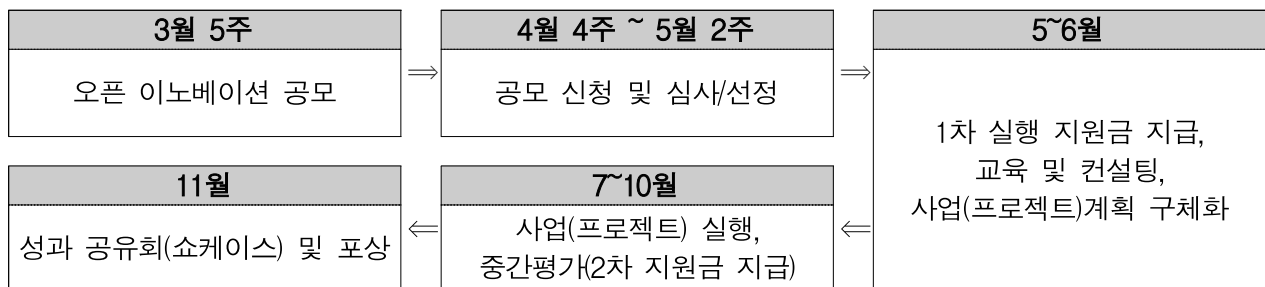 3월 5주
오픈 이노베이션 공모
⇒
4월 4주 ~ 5월 2주
공모 신청 및 심사/선정
⇒
5~6월
1차 실행 지원금 지급,
교육 및 컨설팅,
사업(프로젝트)계획 구체화
⇐
7~10월
사업(프로젝트) 실행,
중간평가(2차 지원금 지급)
⇐
11월
성과 공유회(쇼케이스) 및 포상